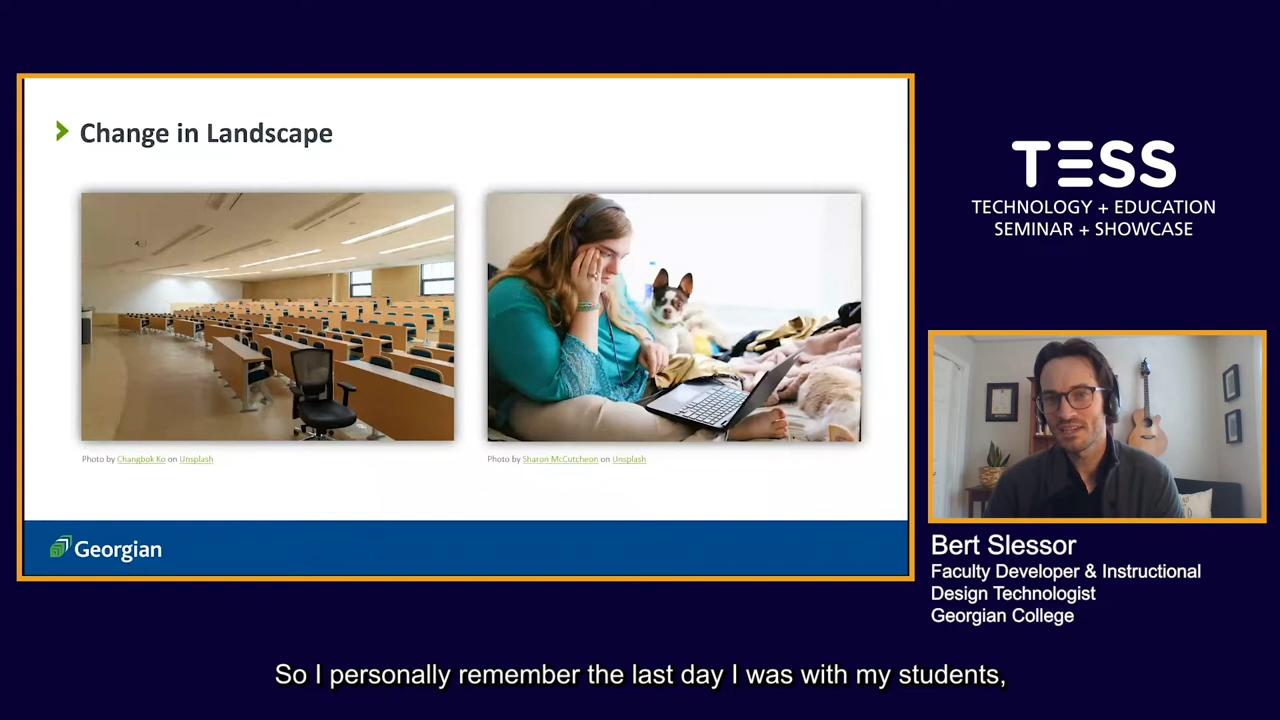 Change in Landscape
Photo by Changbok Ko on Unsplash
Photo by Sharon McCutcheon on Unsplash
Georgian
TESS
TECHNOLOGY + EDUCATION
SEMINAR + SHOWCASE
Bert Slessor
Faculty Developer & Instructional
Design Technologist
Georgian College
So I personally remember the last day I was with my students,